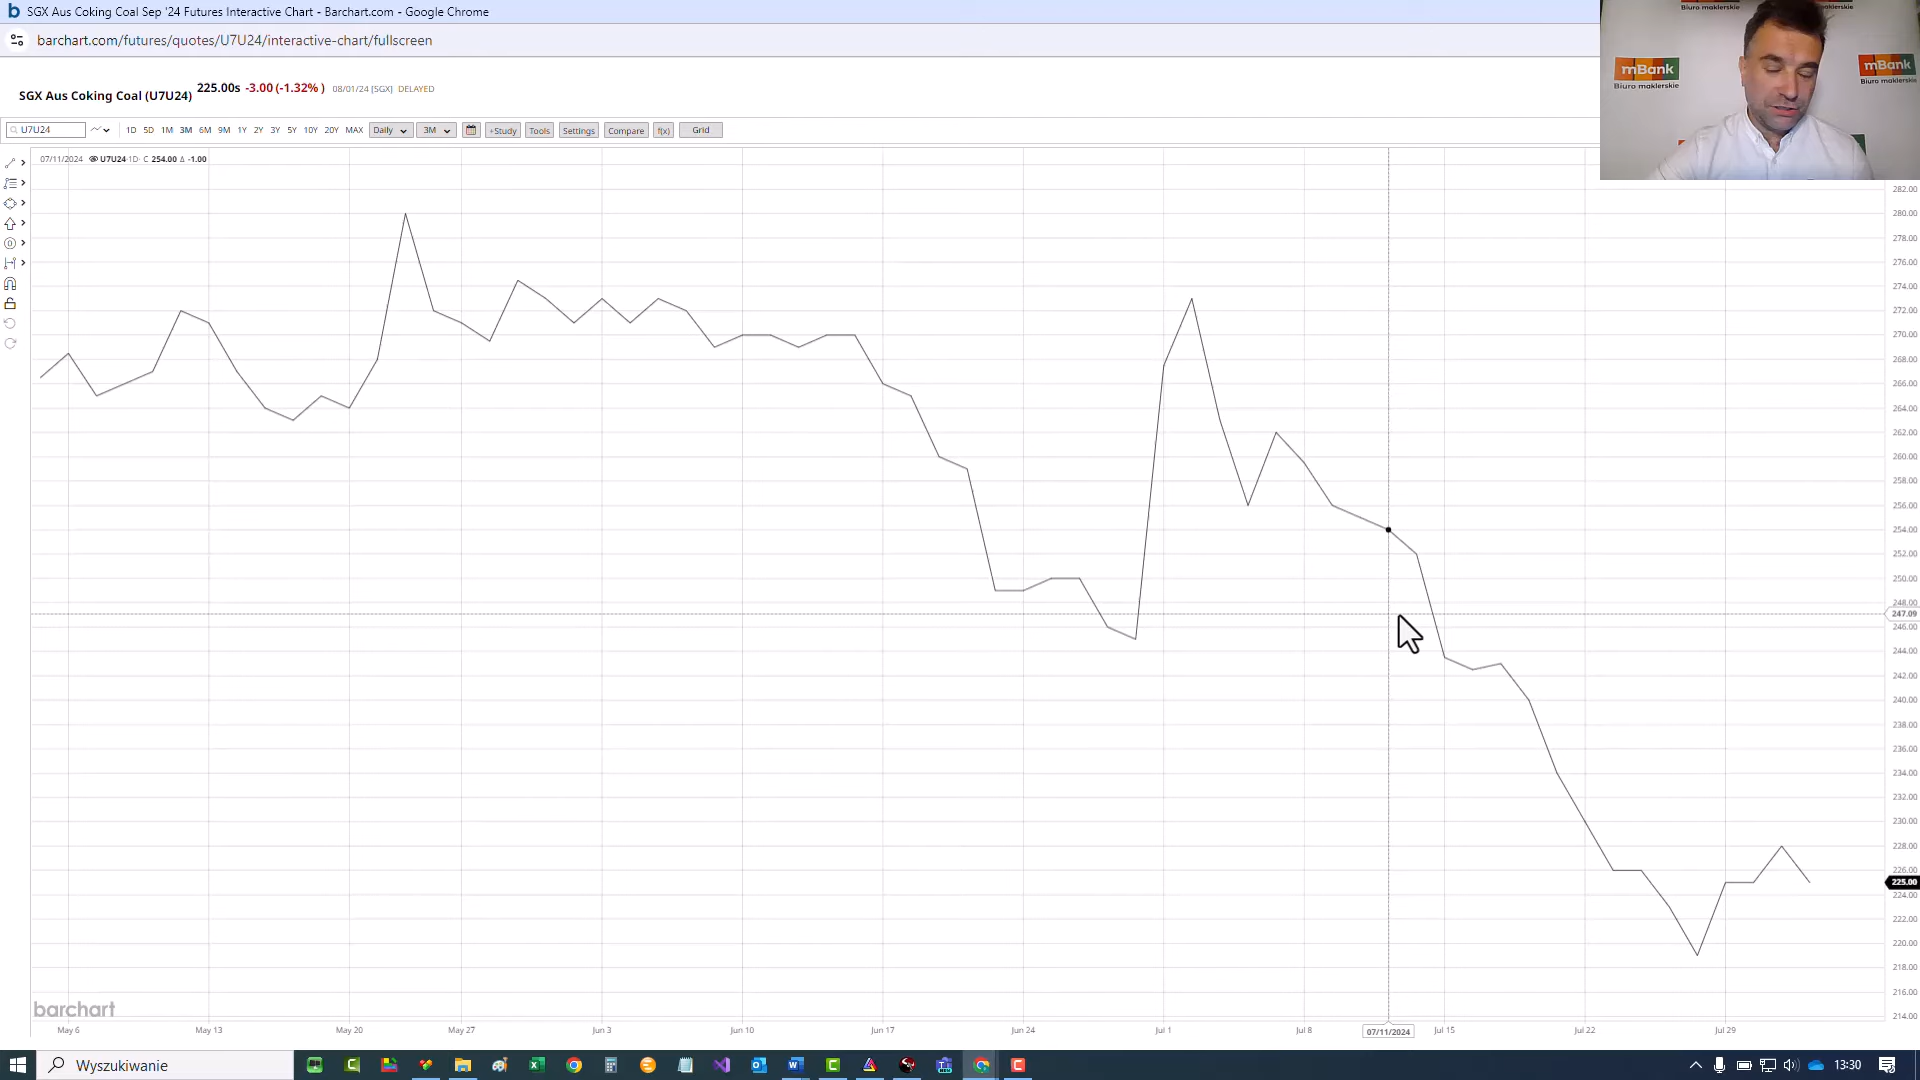 SGX Aus Coking Coal Sep '24 Futures Interactive Chart - Barchart.com - Google Chrome
barchart.com/futures/quotes/U7U24/interactive-chart/fullscreen
SGX Aus Coking Coal (U7U24) 225.00s -3.00 (-1.32% ) 08/01/24 [SGX] DELAYED
U7U24 1D 5D 1M 3M 6M 9M 1Y 2Y 3Y 5Y 10Y 20Y MAX Daily 3M +Study Tools Settings Compare f(x) Grid
07/11/2024 U7U24·1D· C 254.00 Δ -1.00
Biuro maklerskie
mBank
Biuro maklerskie
mBank
Biuro maklerskie
282.00
280.00
278.00
276.00
274.00
272.00
270.00
268.00
266.00
264.00
262.00
260.00
258.00
256.00
254.00
252.00
250.00
248.00
247.09
246.00
244.00
242.00
240.00
238.00
236.00
234.00
232.00
230.00
228.00
226.00
225.00
224.00
222.00
220.00
218.00
216.00
214.00
barchart
May 6 May 13 May 20 May 27 Jun 3 Jun 10 Jun 17 Jun 24 Jul 1 Jul 8 07/11/2024 Jul 15 Jul 22 Jul 29
Wyszukiwanie
13:30